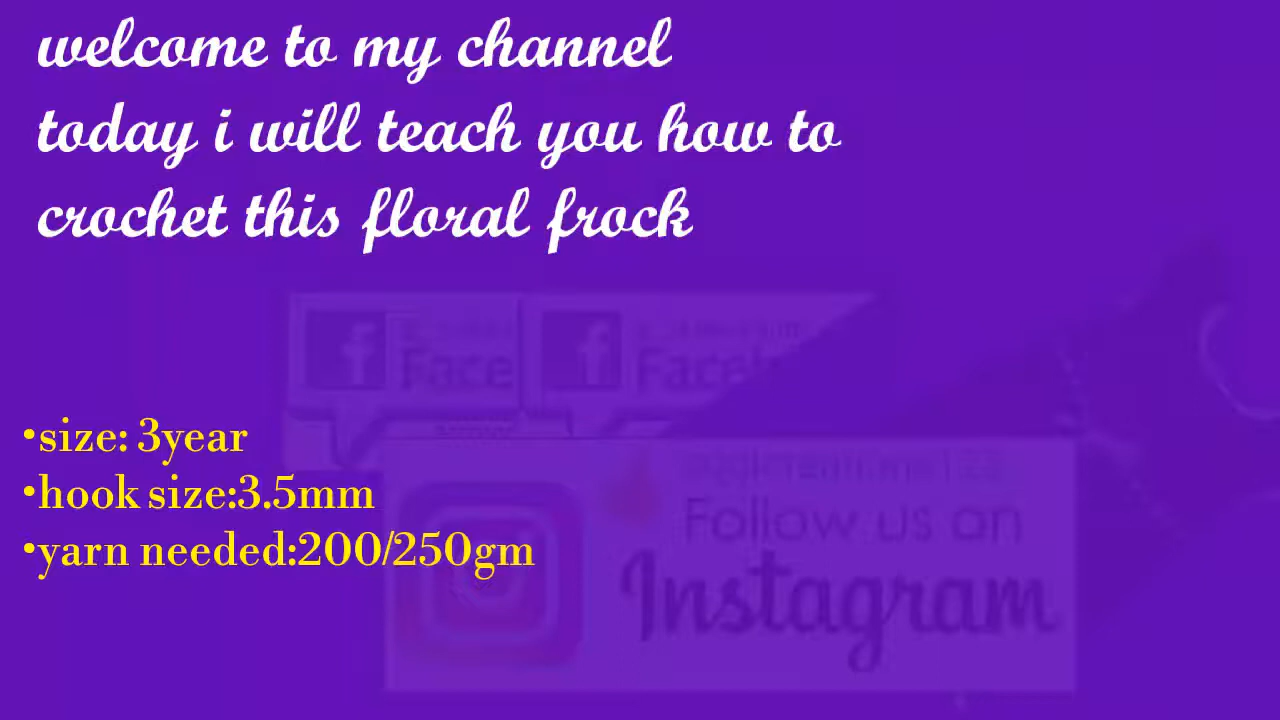 welcome to my channel
today i will teach you how to
crochet this floral frock
Face
Face
•size: 3year
•hook size:3.5mm
•yarn needed:200/250gm
Follow us on
Instagram